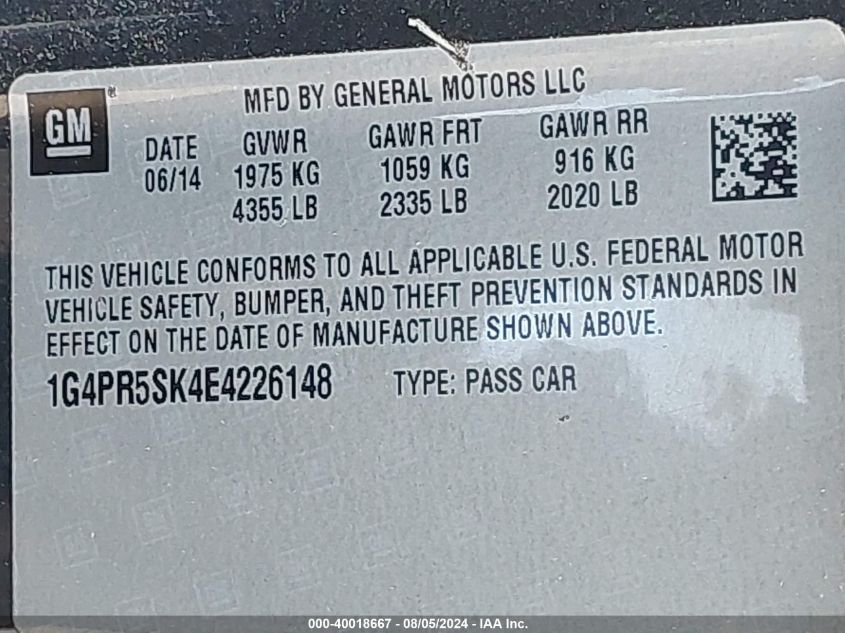 GM
MFD BY GENERAL MOTORS LLC
DATE GVWR GAWR FRT GAWR RR
06/14 1975 KG 1059 KG 916 KG
4355 LB 2335 LB 2020 LB
THIS VEHICLE CONFORMS TO ALL APPLICABLE U.S. FEDERAL MOTOR
VEHICLE SAFETY, BUMPER, AND THEFT PREVENTION STANDARDS IN
EFFECT ON THE DATE OF MANUFACTURE SHOWN ABOVE.
1G4PR5SK4E4226148 TYPE: PASS CAR
000-40018667 - 08/05/2024 - IAA Inc.